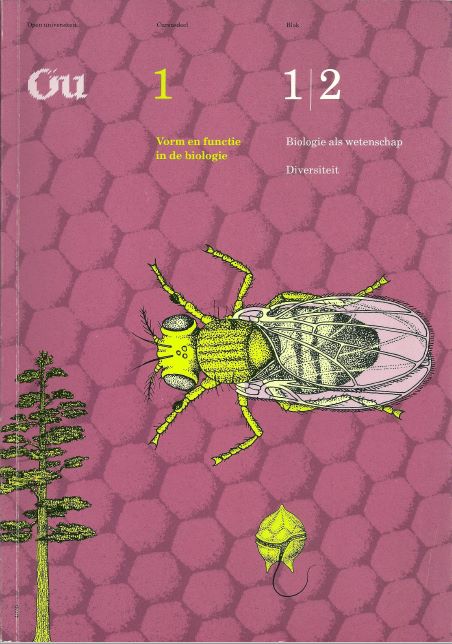 Open universiteit
Cursusdeel
Blok
Ou
1
1|2
Vorm en functie
in de biologie
Biologie als wetenschap
Diversiteit